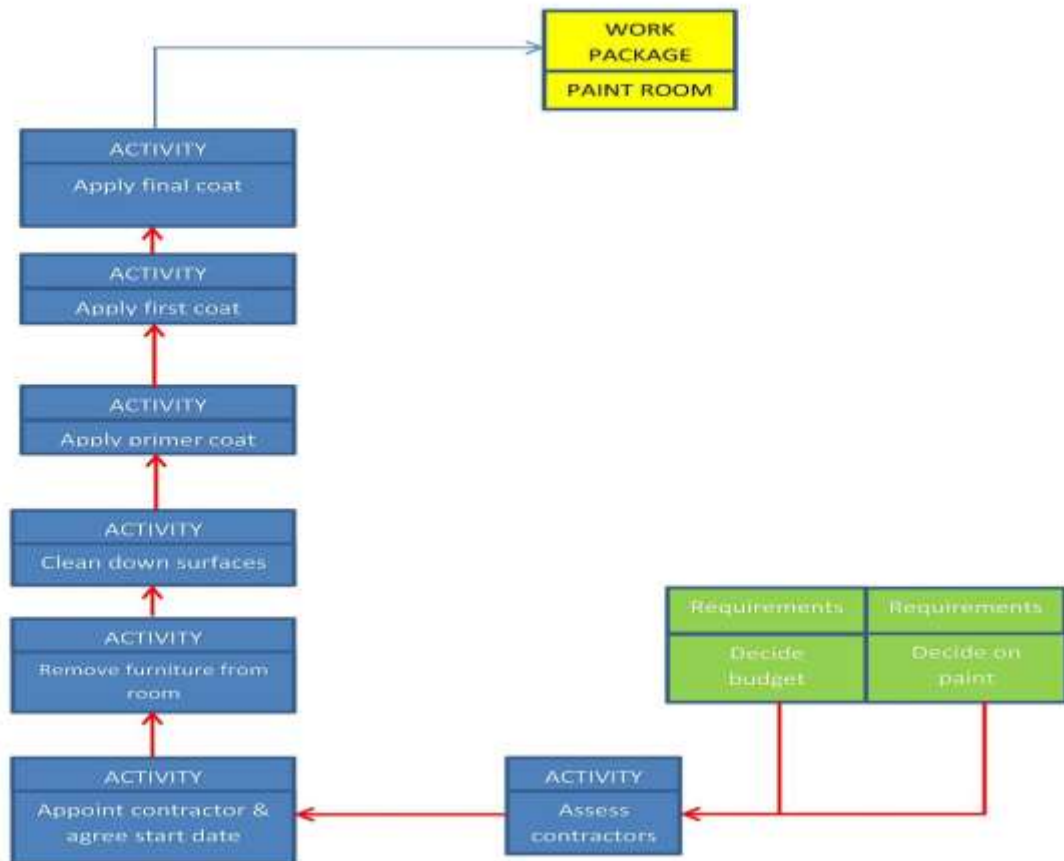 WORK
PACKAGE
PAINT ROOM
ACTIVITY
Apply final coat
ACTIVITY
Apply first coat
ACTIVITY
Apply primer coat
ACTIVITY
Clean down surfaces
ACTIVITY
Remove furniture from
room
ACTIVITY
Appoint contractor &
agree start date
ACTIVITY
Assess
contractors
Requirements
Decide
budget
Requirements
Decide on
paint